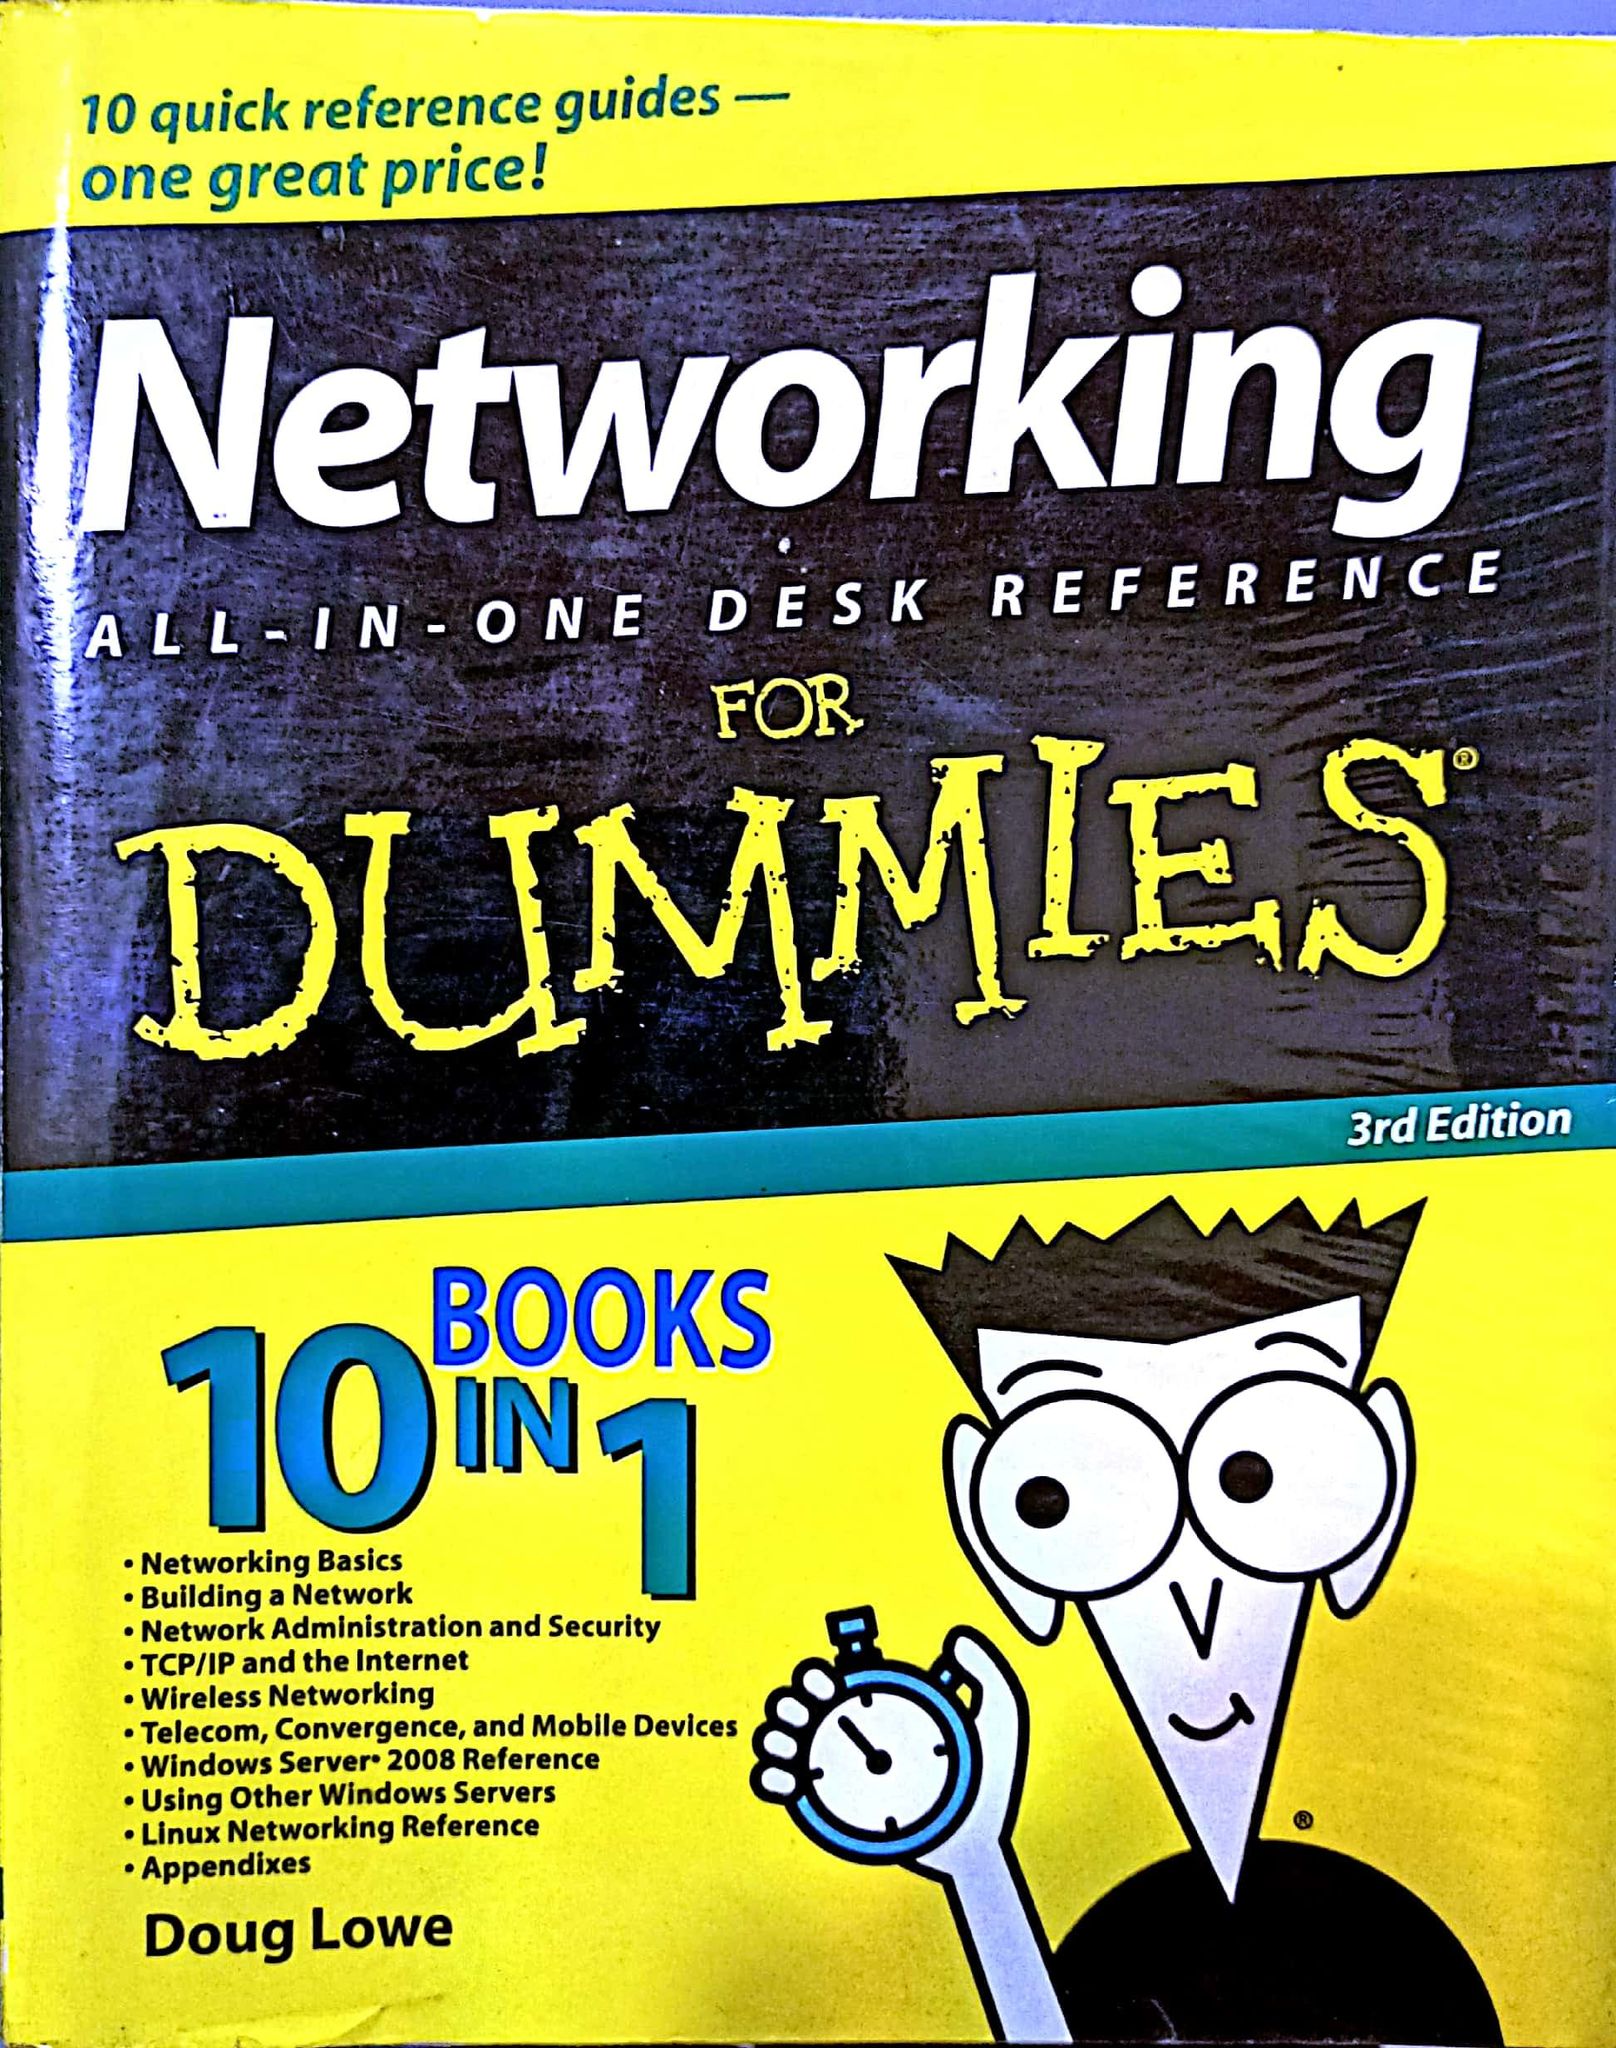 10 quick reference guides —
one great price!
Networking
ALL-IN-ONE DESK REFERENCE
FOR
DUMMIES®
3rd Edition
10 BOOKS IN 1
• Networking Basics
• Building a Network
• Network Administration and Security
• TCP/IP and the Internet
• Wireless Networking
• Telecom, Convergence, and Mobile Devices
• Windows Server® 2008 Reference
• Using Other Windows Servers
• Linux Networking Reference
• Appendixes
®
Doug Lowe